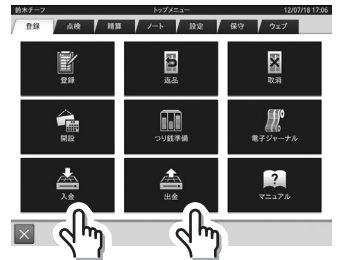 鈴木チーフ トップメニュー 12/07/18 17:06
登録 点検 精算 ノート 設定 保守 ウェブ
登録 返品 取消
開設 つり銭準備 電子ジャーナル
入金 出金 マニュアル